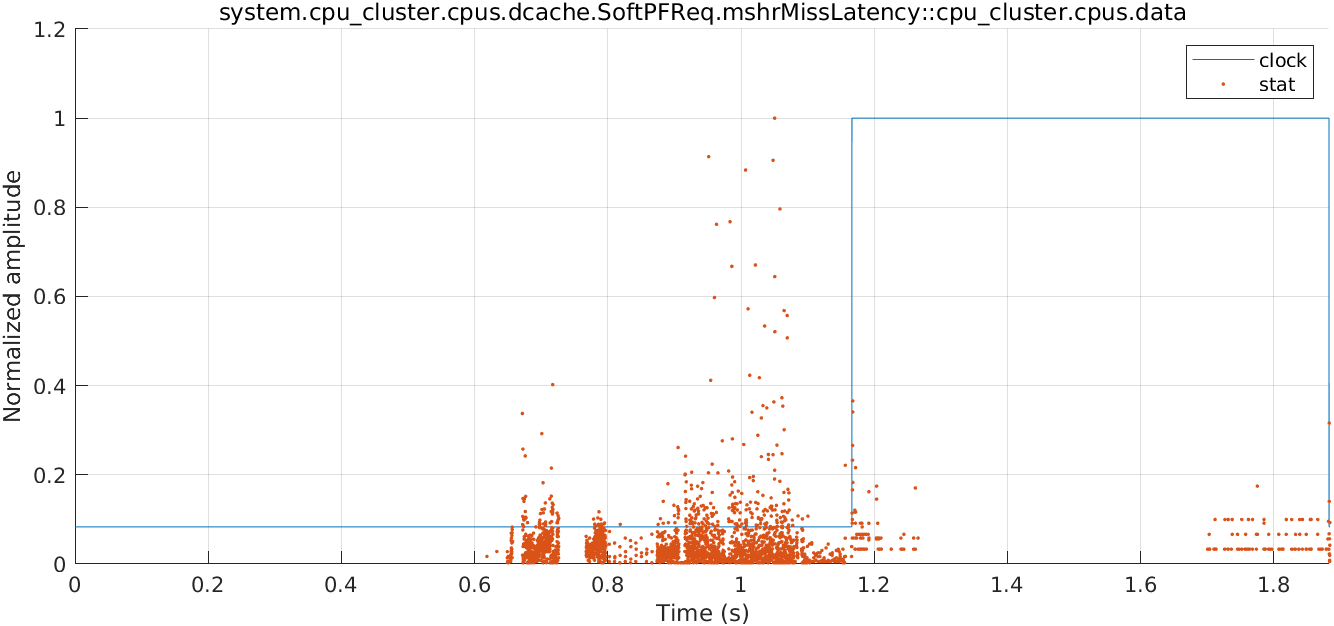 system.cpu_cluster.cpus.dcache.SoftPFReq.mshrMissLatency::cpu_cluster.cpus.data
1.2
1
0.8
0.6
0.4
0.2
0
Normalized amplitude
clock
stat
0 0.2 0.4 0.6 0.8 1 1.2 1.4 1.6 1.8
Time (s)